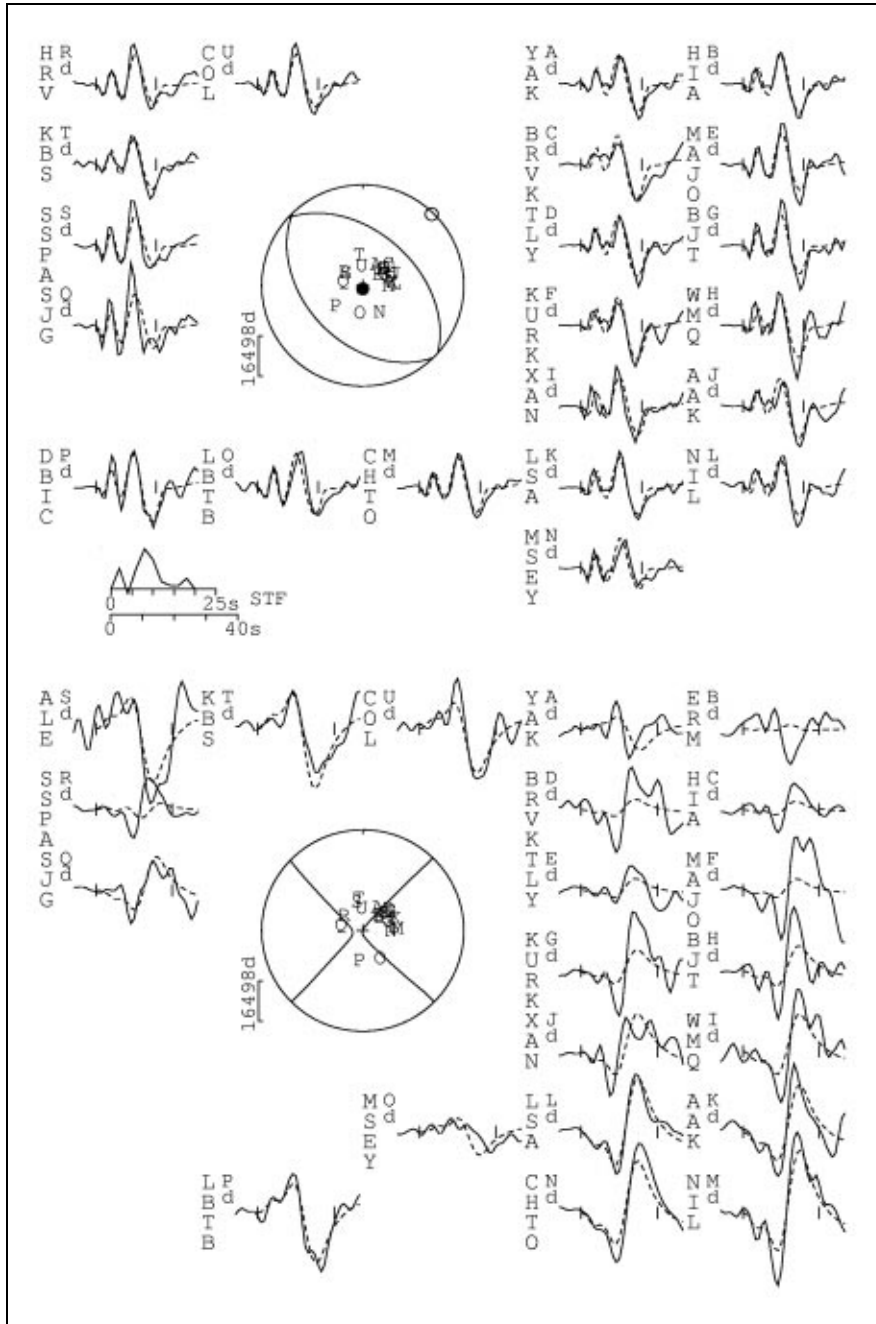 HRV R d
COL U d
YAK A d
HIA B d
KBS T d
BRVK C d
MAJO E d
SSPA S d
TLY D d
BJT G d
SJG Q d
KURK F d
WMQ H d
XAN I d
AAK J d
T
U
L
P O N
16498d
DBIC P d
LBTB O d
CHTO M d
LSA K d
NIL L d
MSEY N d
0 25s STF
0 40s
ALE S d
KBS T d
COL U d
YAK A d
ERM B d
SSPA R d
BRVK D d
HIA C d
SJG Q d
TLY E d
MAJO F d
KURK G d
BJT H d
U
R
Q
M
P O
16498d
XAN J d
WMQ I d
MSEY O d
LSA L d
AAK K d
LBTB P d
CHTO N d
NIL M d